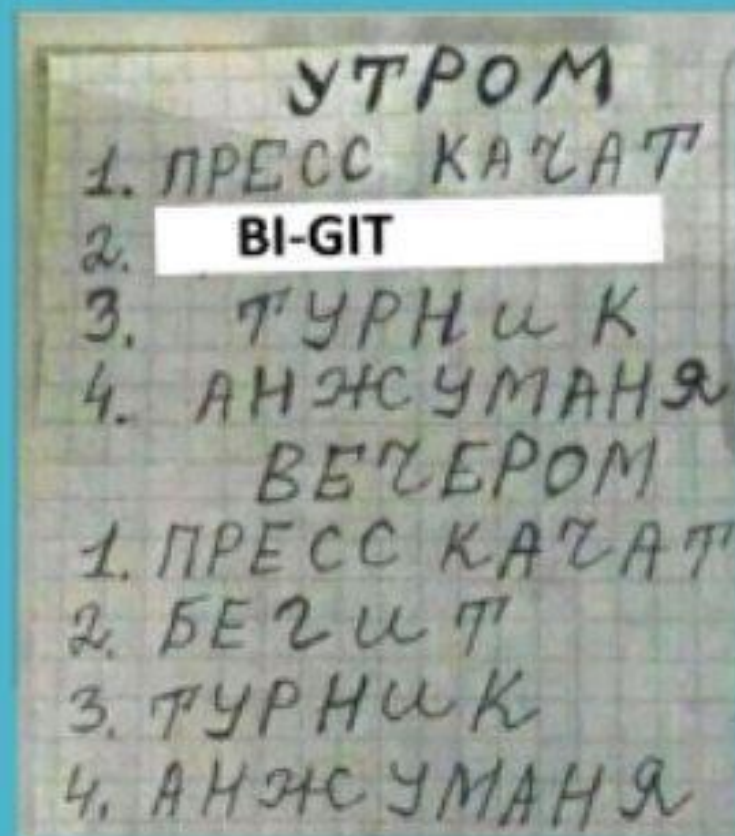 УТРОМ
1. ПРЕСС КАЧАТ
2. BI-GIT
3. ТУРНИК
4. АНЖУМАНЯ
ВЕЧЕРОМ
1. ПРЕСС КАЧАТ
2. БЕГИТ
3. ТУРНИК
4. АНЖУМАНЯ